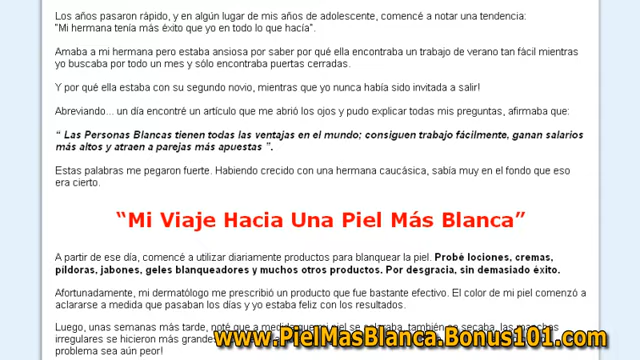 Los años pasaron rápido, y en algún lugar de mis años de adolescente, comencé a notar una tendencia:
"Mi hermana tenía más éxito que yo en todo lo que hacía".
Amaba a mi hermana pero estaba ansiosa por saber por qué ella encontraba un trabajo de verano tan fácil mientras
yo buscaba por todo un mes y sólo encontraba puertas cerradas.
Y por qué ella estaba con su segundo novio, mientras que yo nunca había sido invitada a salir!
Abreviando... un día encontré un artículo que me abrió los ojos y pudo explicar todas mis preguntas, afirmaba que:
“ Las Personas Blancas tienen todas las ventajas en el mundo; consiguen trabajo fácilmente, ganan salarios
más altos y atraen a parejas más apuestas ”.
Estas palabras me pegaron fuerte. Habiendo crecido con una hermana caucásica, sabía muy en el fondo que eso
era cierto.
“Mi Viaje Hacia Una Piel Más Blanca”
A partir de ese día, comencé a utilizar diariamente productos para blanquear la piel. Probé lociones, cremas,
píldoras, jabones, geles blanqueadores y muchos otros productos. Por desgracia, sin demasiado éxito.
Afortunadamente, mi dermatólogo me prescribió un producto que fue bastante efectivo. El color de mi piel comenzó a
aclararse a medida que pasaban los días y yo estaba feliz con los resultados.
Luego, unas semanas más tarde, noté que a medida que mi piel se aclaraba, también se secaba, las manchas
irregulares se hicieron más grandes
problema sea aún peor!
www.PielMasBlanca.Bonus101.com